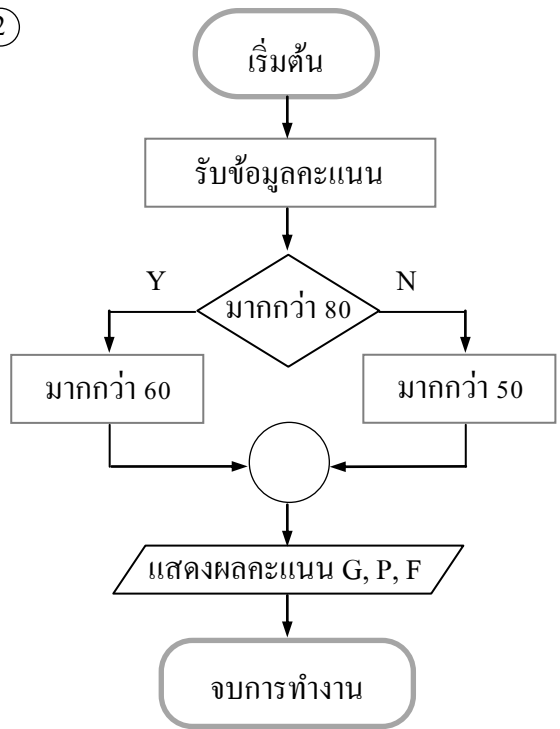 2
เริ่มต้น
รับข้อมูลคะแนน
Y
N
มากกว่า 80
มากกว่า 60
มากกว่า 50
แสดงผลคะแนน G, P, F
จบการทำงาน